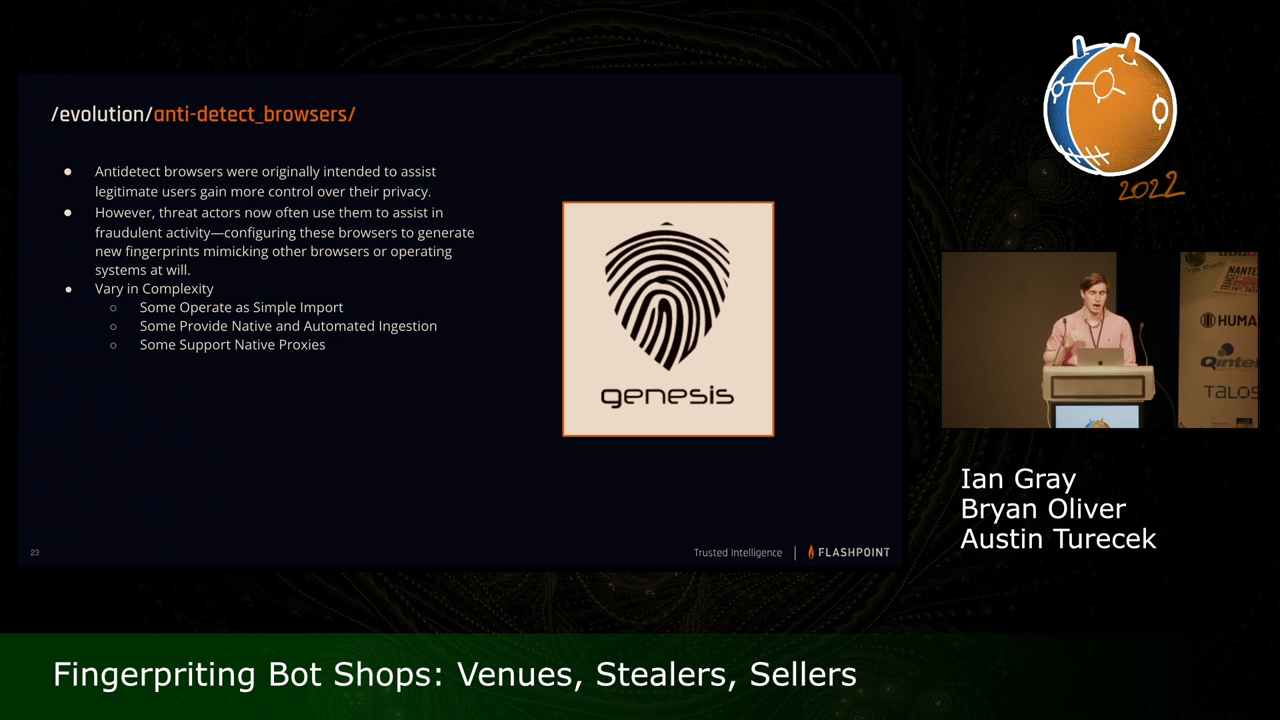 /evolution/anti-detect_browsers/
● Antidetect browsers were originally intended to assist
legitimate users gain more control over their privacy.
● However, threat actors now often use them to assist in
fraudulent activity—configuring these browsers to generate
new fingerprints mimicking other browsers or operating
systems at will.
● Vary in Complexity
○ Some Operate as Simple Import
○ Some Provide Native and Automated Ingestion
○ Some Support Native Proxies
genesis
23
Trusted Intelligence | FLASHPOINT
2022
NANTES
HUMA
Qintel
TALOS
Ian Gray
Bryan Oliver
Austin Turecek
Fingerpriting Bot Shops: Venues, Stealers, Sellers